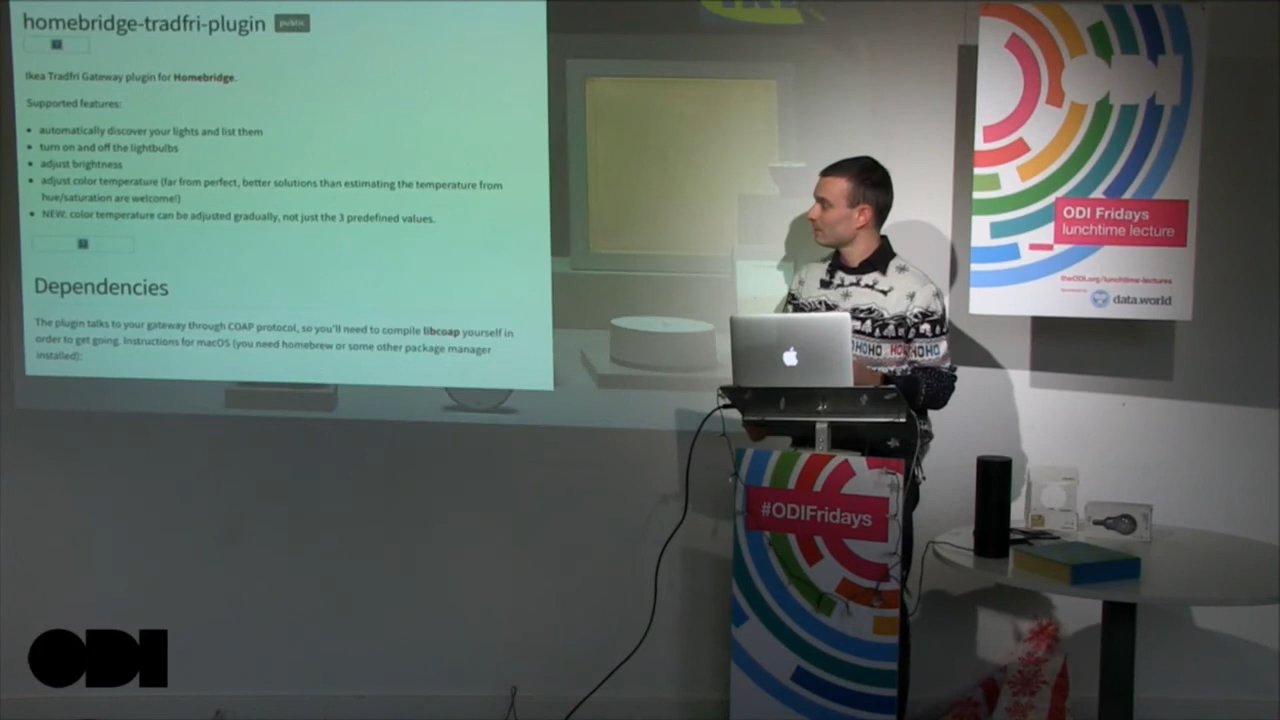 homebridge-tradfri-plugin public
Ikea Tradfri Gateway plugin for Homebridge.
Supported features:
• automatically discover your lights and list them
• turn on and off the lightbulbs
• adjust brightness
• adjust color temperature (far from perfect, better solutions than estimating the temperature from
hue/saturation are welcome!)
• NEW: color temperature can be adjusted gradually, not just the 3 predefined values.
Dependencies
The plugin talks to your gateway through COAP protocol, so you'll need to compile libcoap yourself in
order to get going. Instructions for macOS (you need homebrew or some other package manager
installed):
ODI Fridays
lunchtime lecture
theODI.org/lunchtime-lectures
data.world
HOHO HO HOHO
#ODIFridays
ODI